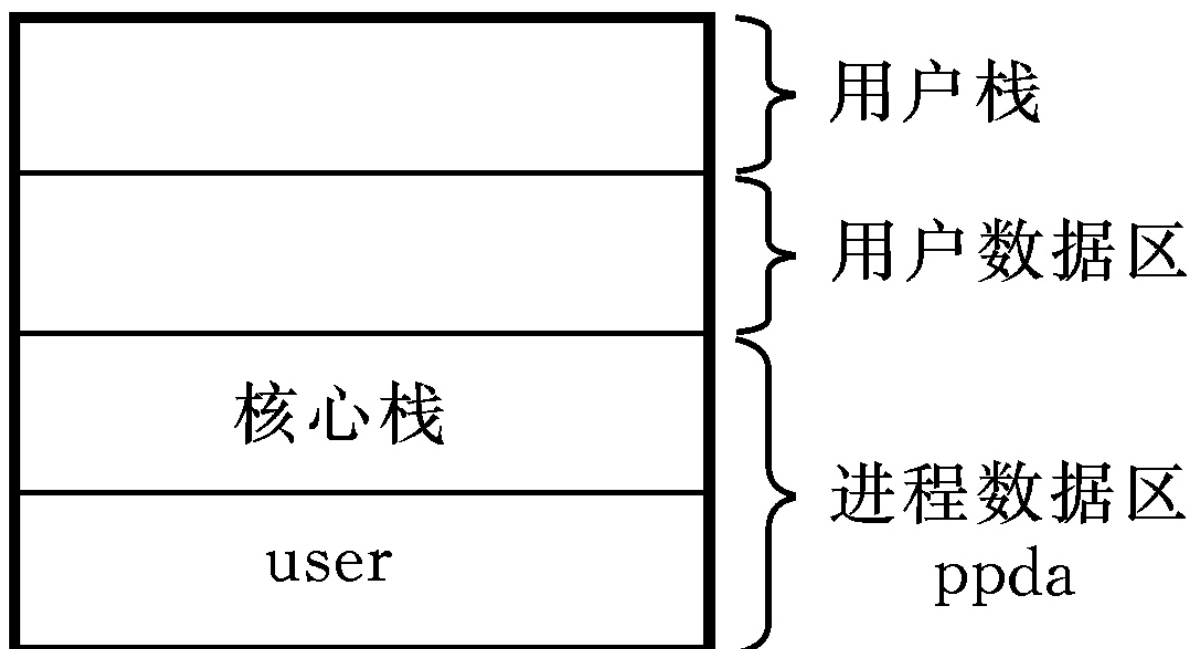 用户栈
用户数据区
核心栈
user
进程数据区
ppda